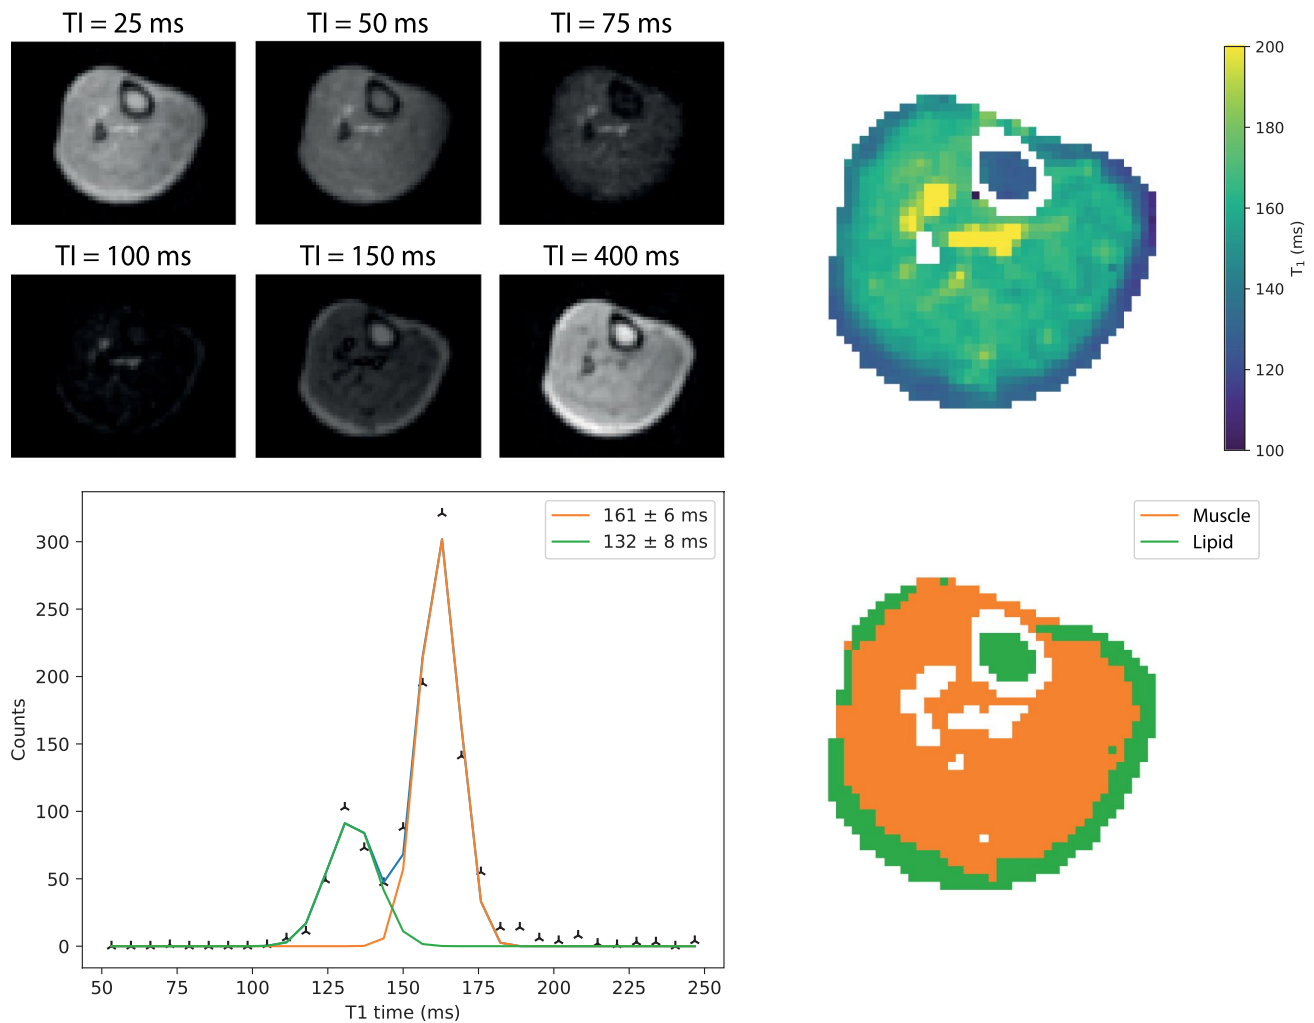 TI = 25 ms
TI = 50 ms
TI = 75 ms
TI = 100 ms
TI = 150 ms
TI = 400 ms
200
180
160
140
120
100
T1 (ms)
300
250
200
150
100
50
0
Counts
50 75 100 125 150 175 200 225 250
T1 time (ms)
161 ± 6 ms
132 ± 8 ms
Muscle
Lipid